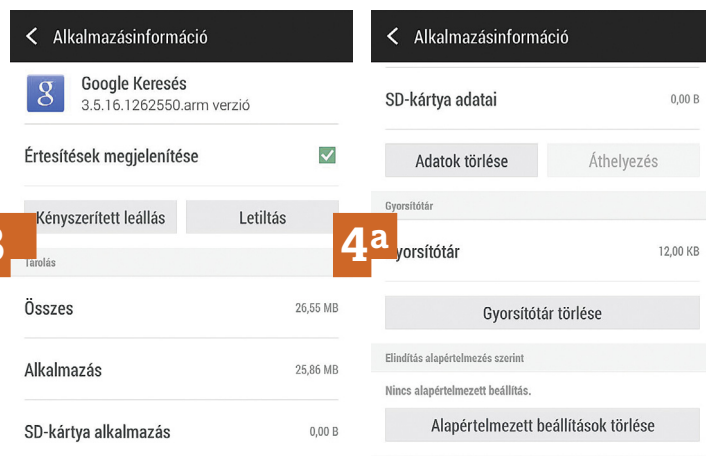 Alkalmazásinformáció
Google Keresés
3.5.16.1262550.arm verzió
Értesítések megjelenítése
Kényszerített leállás
Letiltás
Tárolás
Összes
26,55 MB
Alkalmazás
25,86 MB
SD-kártya alkalmazás
0,00 B
4a
Alkalmazásinformáció
SD-kártya adatai
0,00 B
Adatok törlése
Áthelyezés
Gyorsítótár
Gyorsítótár
12,00 KB
Gyorsítótár törlése
Elindítás alapértelmezés szerint
Nincs alapértelmezett beállítás.
Alapértelmezett beállítások törlése